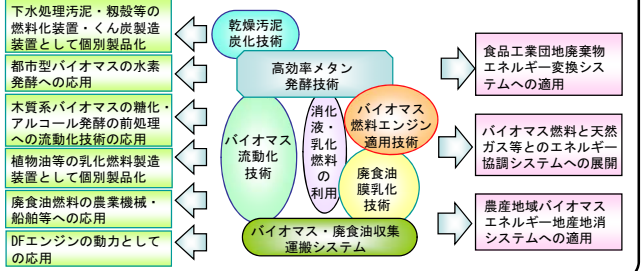 下水処理汚泥・籾殻等の
燃料化装置・くん炭製造
装置として個別製品化
都市型バイオマスの水素
発酵への応用
木質系バイオマスの糖化・
アルコール発酵の前処理
への流動化技術の応用
植物油等の乳化燃料製造
装置として個別製品化
廃食油燃料の農業機械・
船舶等への応用
DFエンジンの動力として
の応用
乾燥汚泥
炭化技術
高効率メタン
発酵技術
バイオマス
流動化
技術
消化
液・
乳化
燃料
の
利用
バイオマス
燃料エンジン
適用技術
廃食油
膜乳化
技術
バイオマス・廃食油収集
運搬システム
食品工業団地廃棄物
エネルギー変換シス
テムへの適用
バイオマス燃料と天然
ガス等とのエネルギー
協調システムへの展開
農産地域バイオマス
エネルギー地産地消
システムへの適用